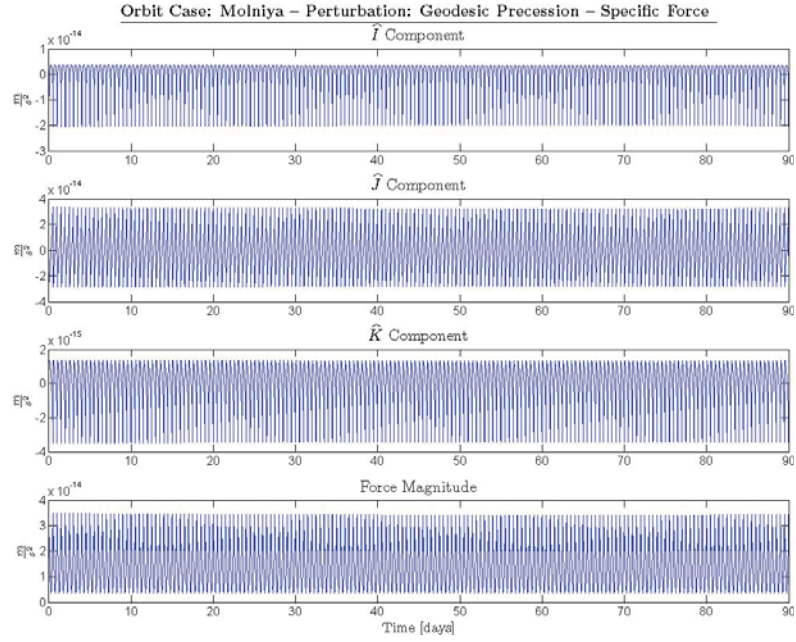 Orbit Case: Molniya – Perturbation: Geodesic Precession – Specific Force
Î Component
x 10⁻¹⁴
1
0
-1
-2
-3
m/s²
0 10 20 30 40 50 60 70 80 90
Ĵ Component
x 10⁻¹⁴
4
2
0
-2
-4
m/s²
0 10 20 30 40 50 60 70 80 90
K̂ Component
x 10⁻¹⁵
2
0
-2
-4
m/s²
0 10 20 30 40 50 60 70 80 90
Force Magnitude
x 10⁻¹⁴
4
3
2
1
0
m/s²
0 10 20 30 40 50 60 70 80 90
Time [days]